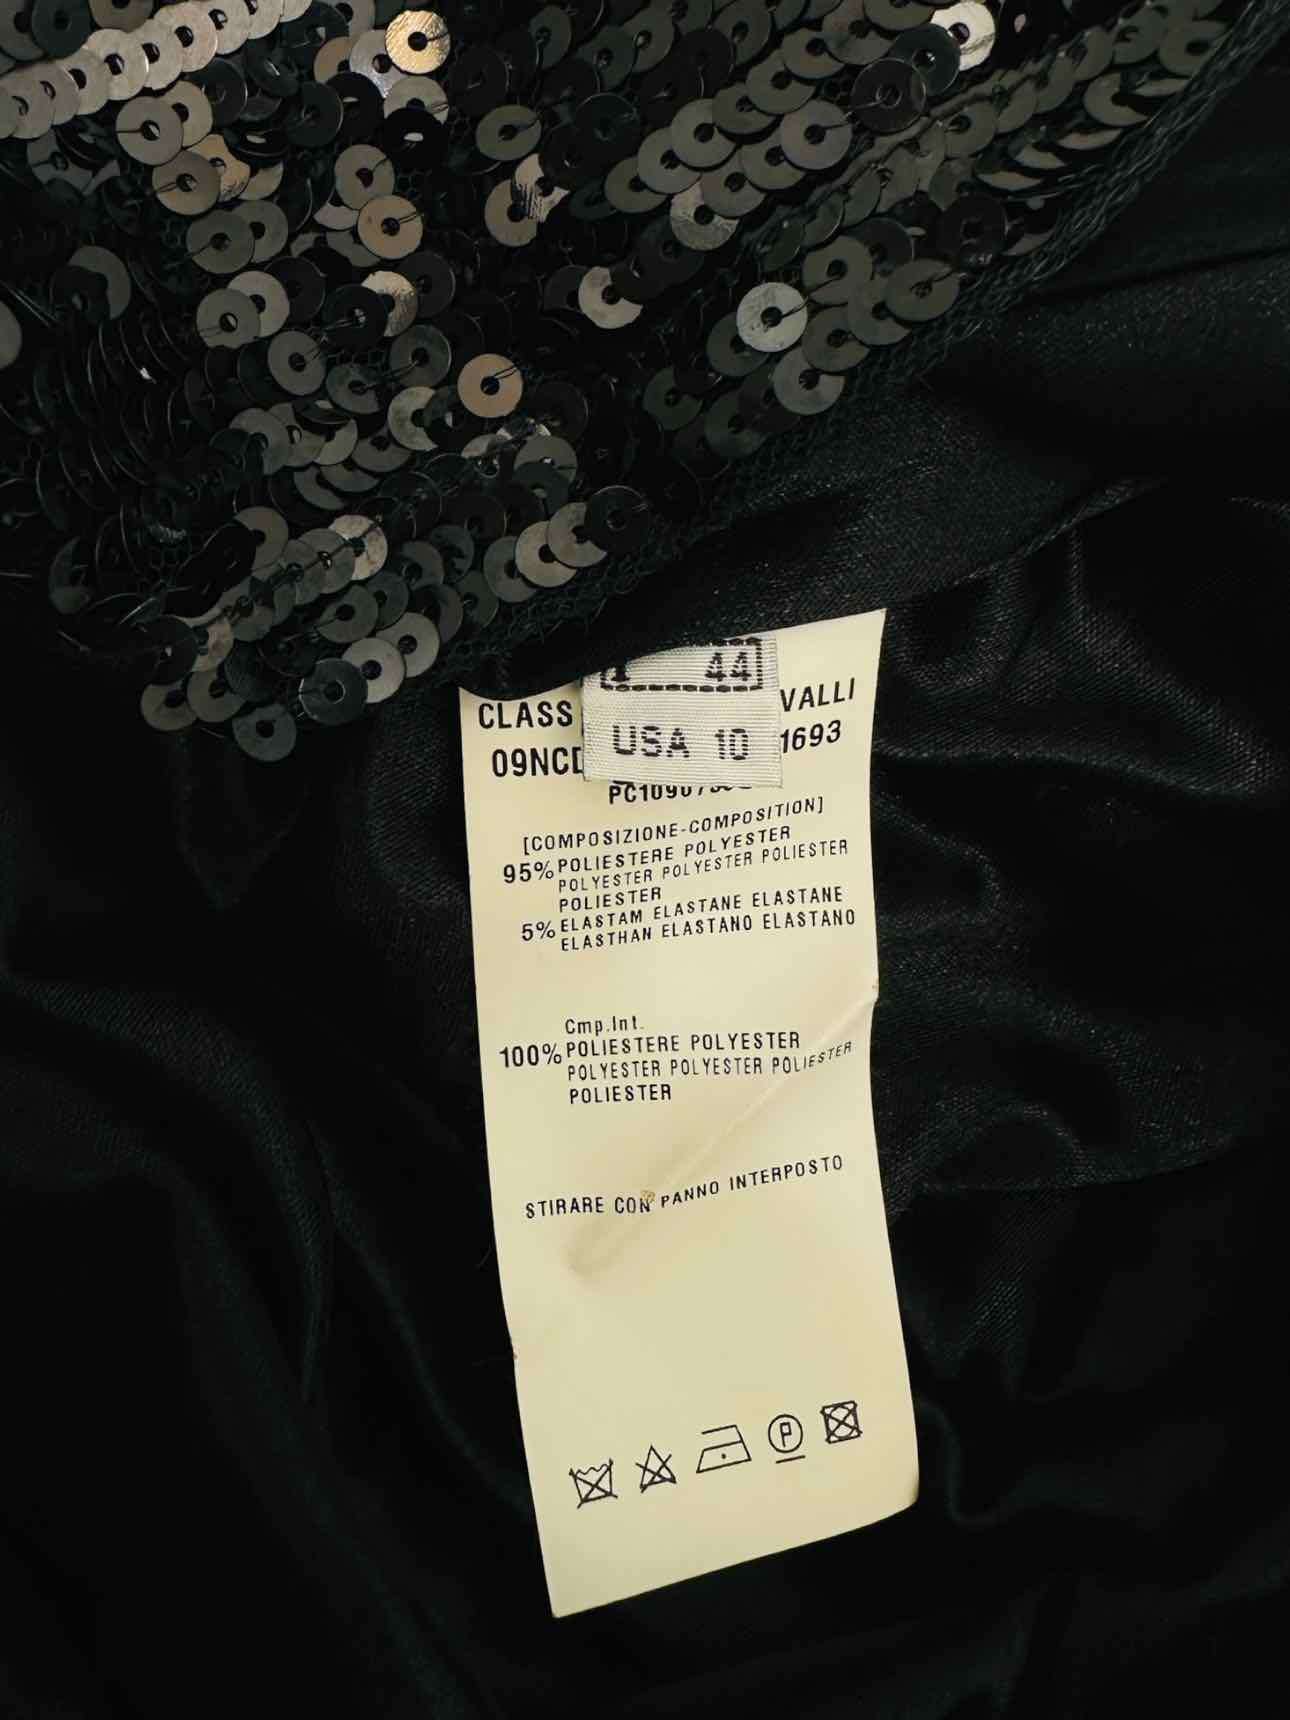 44
CLASS VALLI
USA 10
09NCD 1693
[COMPOSIZIONE-COMPOSITION]
95% POLIESTERE POLYESTER
POLYESTER POLYESTER POLIESTER
POLIESTER
5% ELASTAM ELASTANE ELASTANE
ELASTHAN ELASTANO ELASTANO
Cmp.Int.
100% POLIESTERE POLYESTER
POLYESTER POLYESTER POLIESTER
POLIESTER
STIRARE CON PANNO INTERPOSTO
P